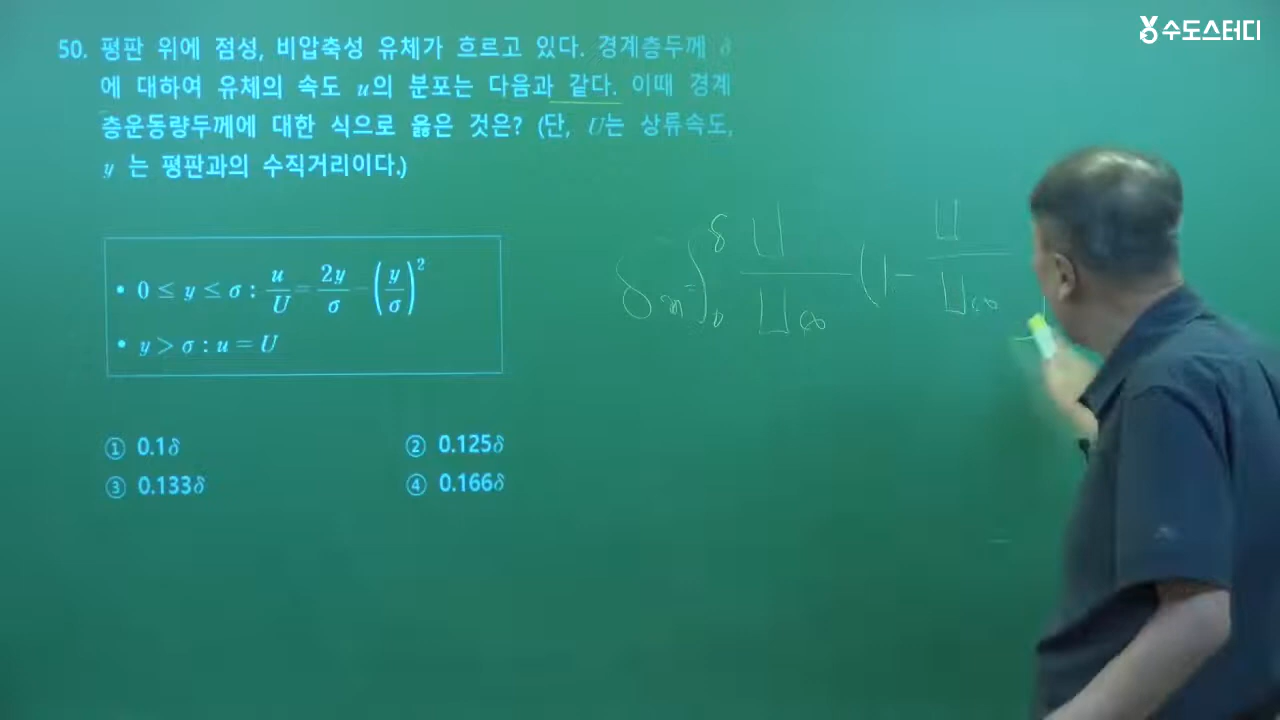 수도스터디
50. 평판 위에 점성, 비압축성 유체가 흐르고 있다. 경계층두께 δ
에 대하여 유체의 속도 u의 분포는 다음과 같다. 이때 경계
층운동량두께에 대한 식으로 옳은 것은? (단, U는 상류속도,
y 는 평판과의 수직거리이다.)
• 0 ≤ y ≤ σ : u/U = 2y/σ - (y/σ)²
• y > σ : u = U
① 0.1δ ② 0.125δ
③ 0.133δ ④ 0.166δ
δm = ∫₀^δ U/U∞ (1 - U/U∞